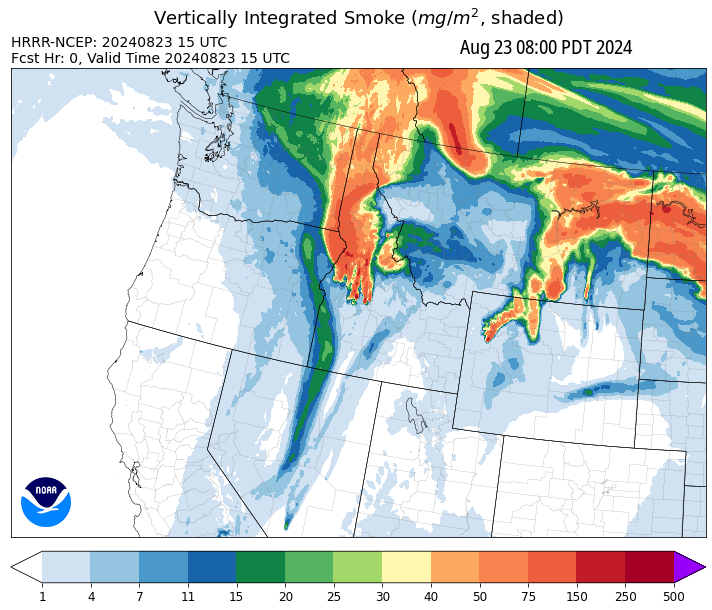 Vertically Integrated Smoke (mg/m², shaded)
HRRR-NCEP: 20240823 15 UTC
Aug 23 08:00 PDT 2024
Fcst Hr: 0, Valid Time 20240823 15 UTC
NOAA
1 4 7 11 15 20 25 30 40 50 75 150 250 500